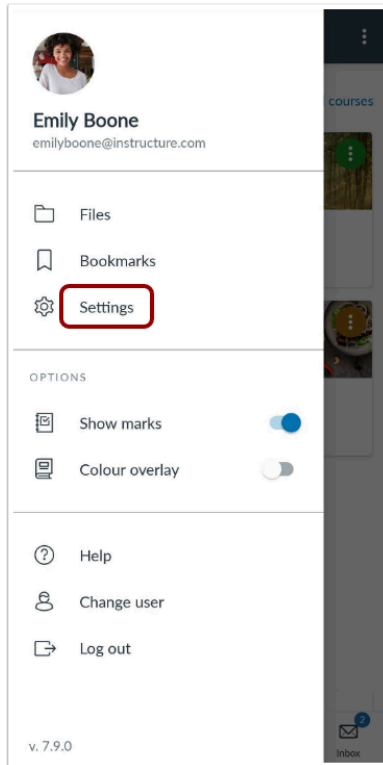 courses
Emily Boone
emilyboone@instructure.com
Files
Bookmarks
Settings
OPTIONS
Show marks
Colour overlay
Help
Change user
Log out
v. 7.9.0
2
Inbox